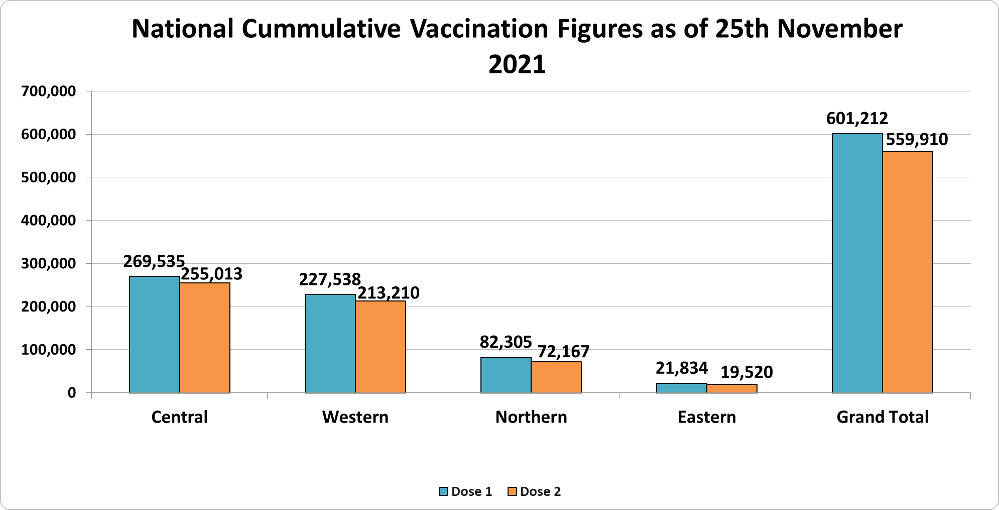 National Cummulative Vaccination Figures as of 25th November
2021
700,000
600,000
500,000
400,000
300,000
200,000
100,000
0
269,535
255,013
227,538
213,210
82,305
72,167
21,834
19,520
601,212
559,910
Central
Western
Northern
Eastern
Grand Total
Dose 1
Dose 2